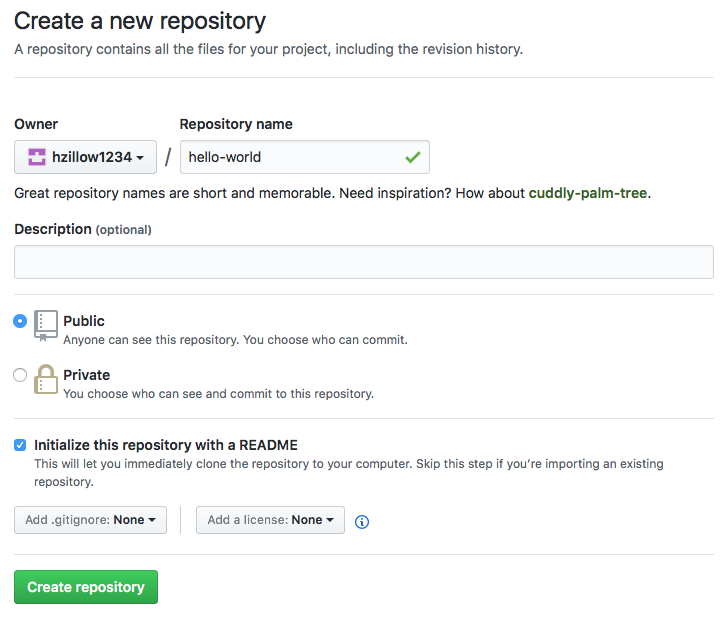 Create a new repository
A repository contains all the files for your project, including the revision history.
Owner
Repository name
hzillow1234 / hello-world
Great repository names are short and memorable. Need inspiration? How about cuddly-palm-tree.
Description (optional)
Public
Anyone can see this repository. You choose who can commit.
Private
You choose who can see and commit to this repository.
Initialize this repository with a README
This will let you immediately clone the repository to your computer. Skip this step if you’re importing an existing
repository.
Add .gitignore: None
Add a license: None
Create repository